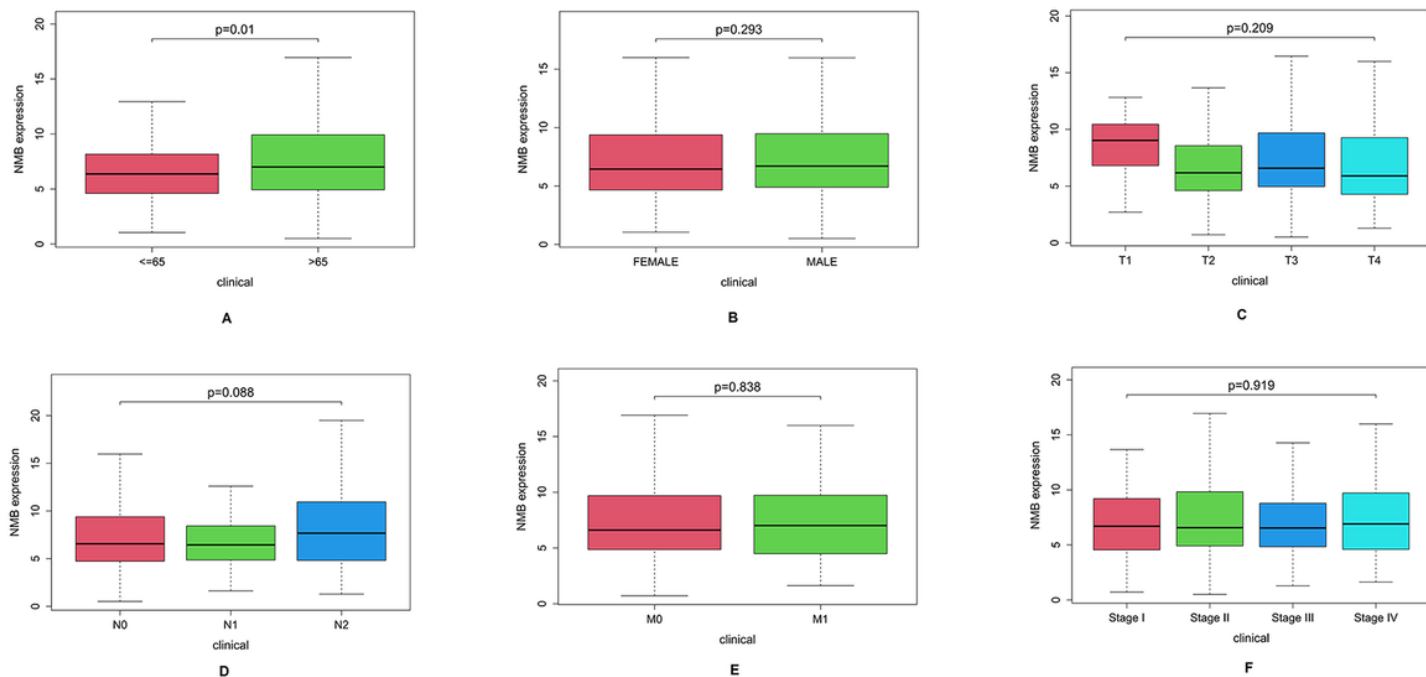 p=0.01
NMB expression
20
15
10
5
0
<=65
>65
clinical
A
p=0.293
NMB expression
15
10
5
0
FEMALE
MALE
clinical
B
p=0.209
NMB expression
20
15
10
5
0
T1
T2
T3
T4
clinical
C
p=0.088
NMB expression
20
15
10
5
0
N0
N1
N2
clinical
D
p=0.838
NMB expression
20
15
10
5
0
M0
M1
clinical
E
p=0.919
NMB expression
20
15
10
5
0
Stage I
Stage II
Stage III
Stage IV
clinical
F